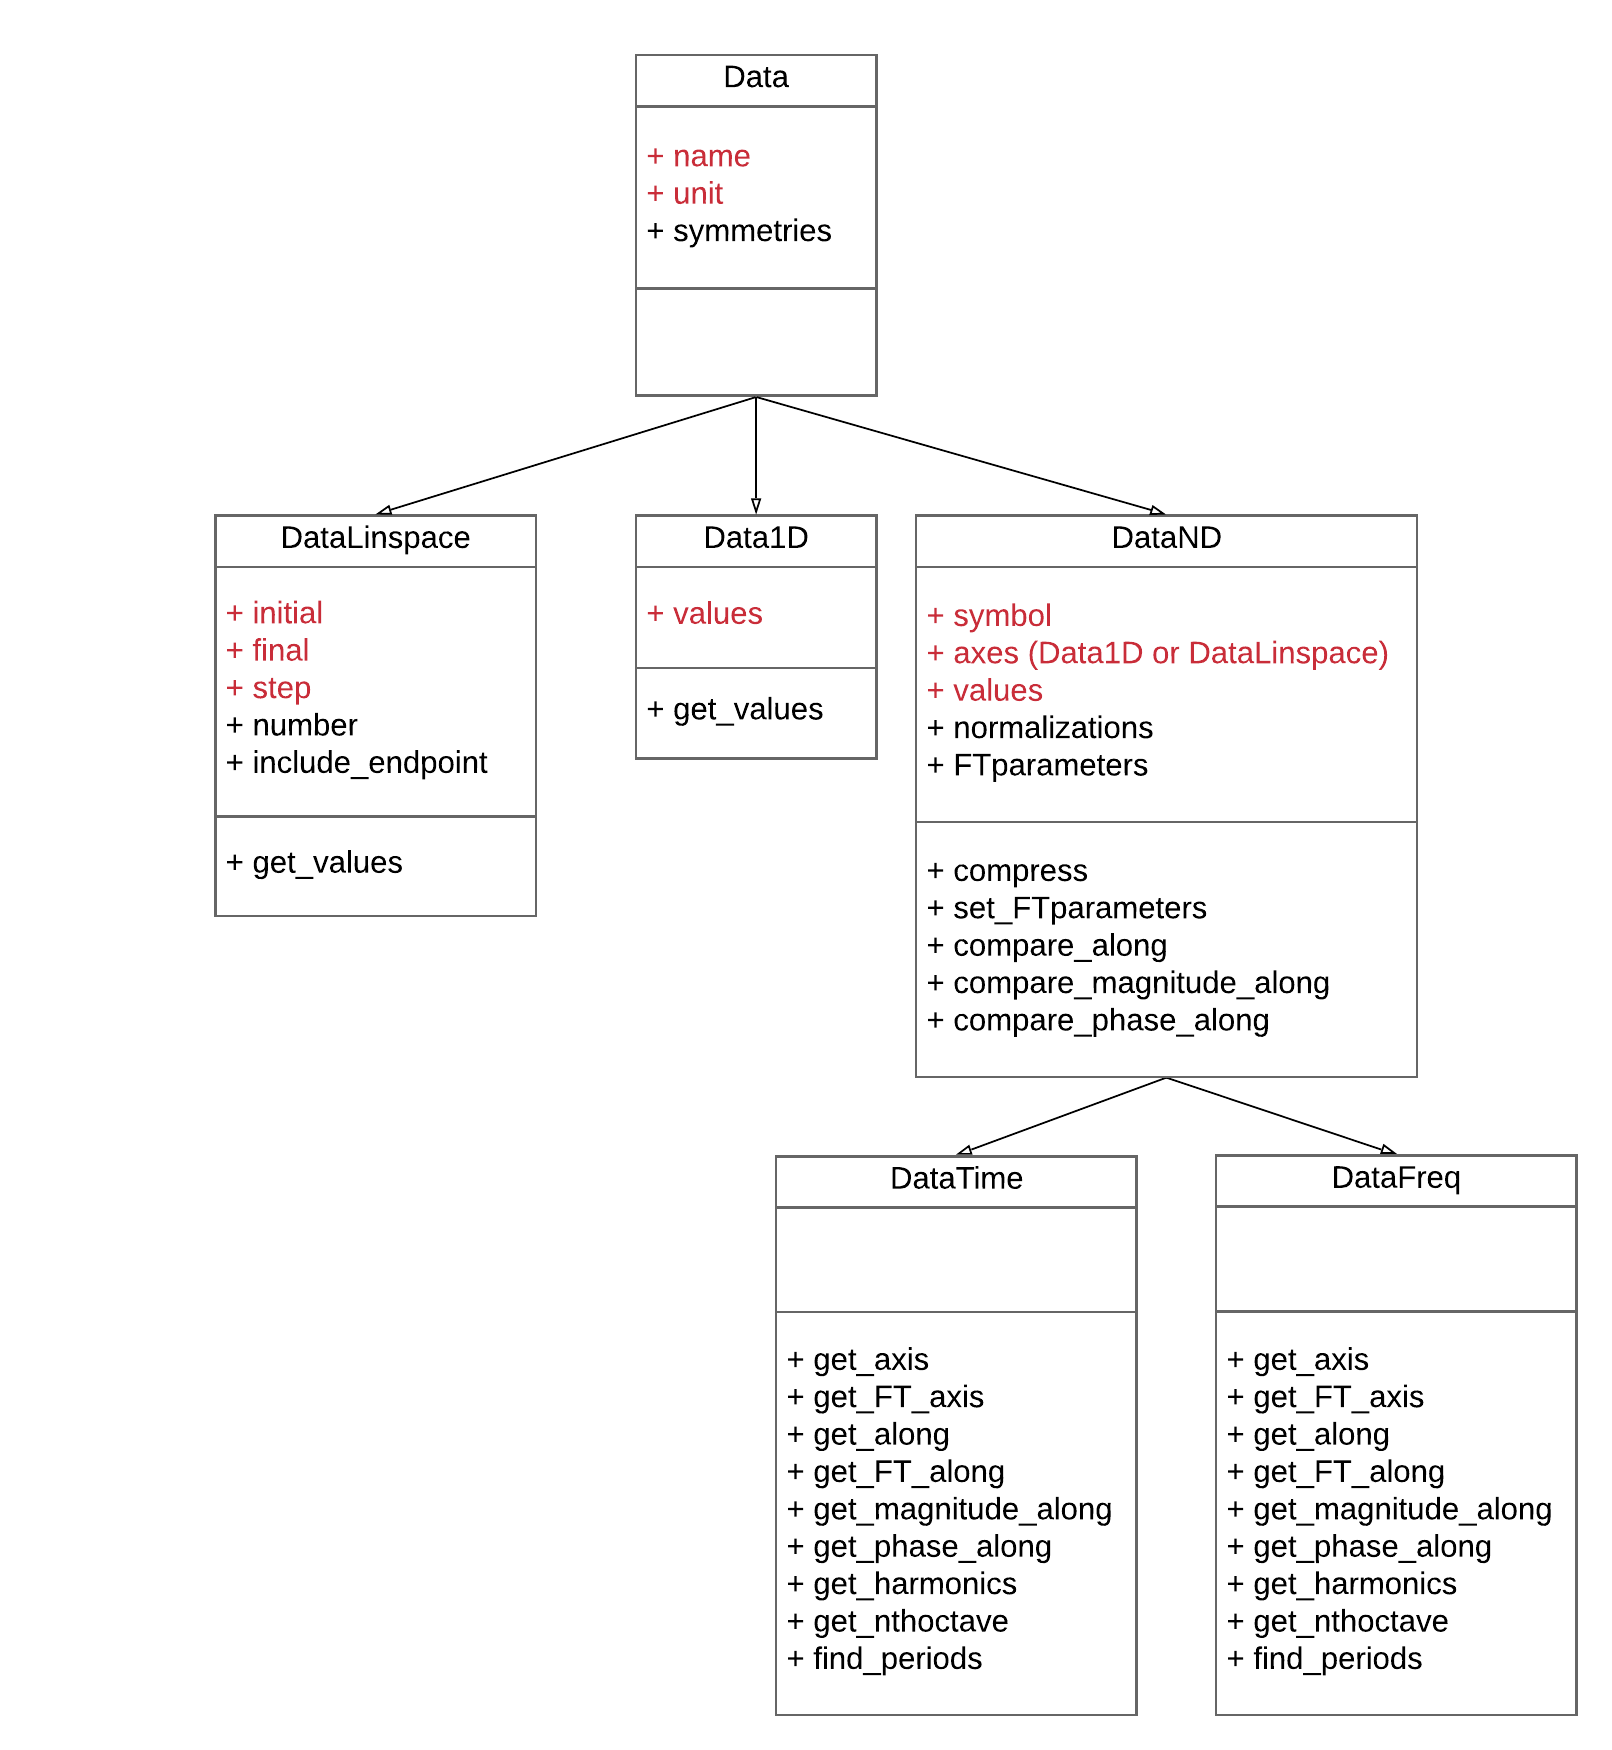 Data
+ name
+ unit
+ symmetries
DataLinspace
+ initial
+ final
+ step
+ number
+ include_endpoint
+ get_values
Data1D
+ values
+ get_values
DataND
+ symbol
+ axes (Data1D or DataLinspace)
+ values
+ normalizations
+ FTparameters
+ compress
+ set_FTparameters
+ compare_along
+ compare_magnitude_along
+ compare_phase_along
DataTime
+ get_axis
+ get_FT_axis
+ get_along
+ get_FT_along
+ get_magnitude_along
+ get_phase_along
+ get_harmonics
+ get_nthoctave
+ find_periods
DataFreq
+ get_axis
+ get_FT_axis
+ get_along
+ get_FT_along
+ get_magnitude_along
+ get_phase_along
+ get_harmonics
+ get_nthoctave
+ find_periods